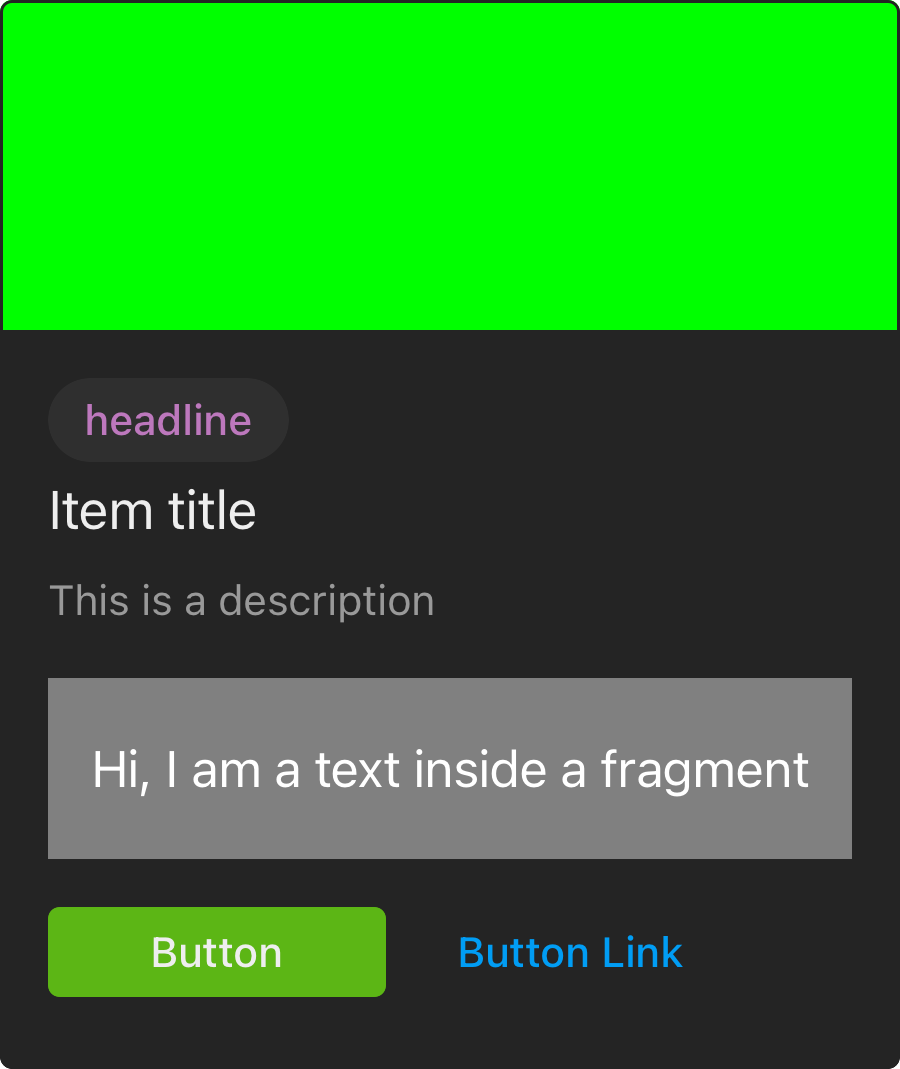 headline
Item title
This is a description
Hi, I am a text inside a fragment
Button
Button Link